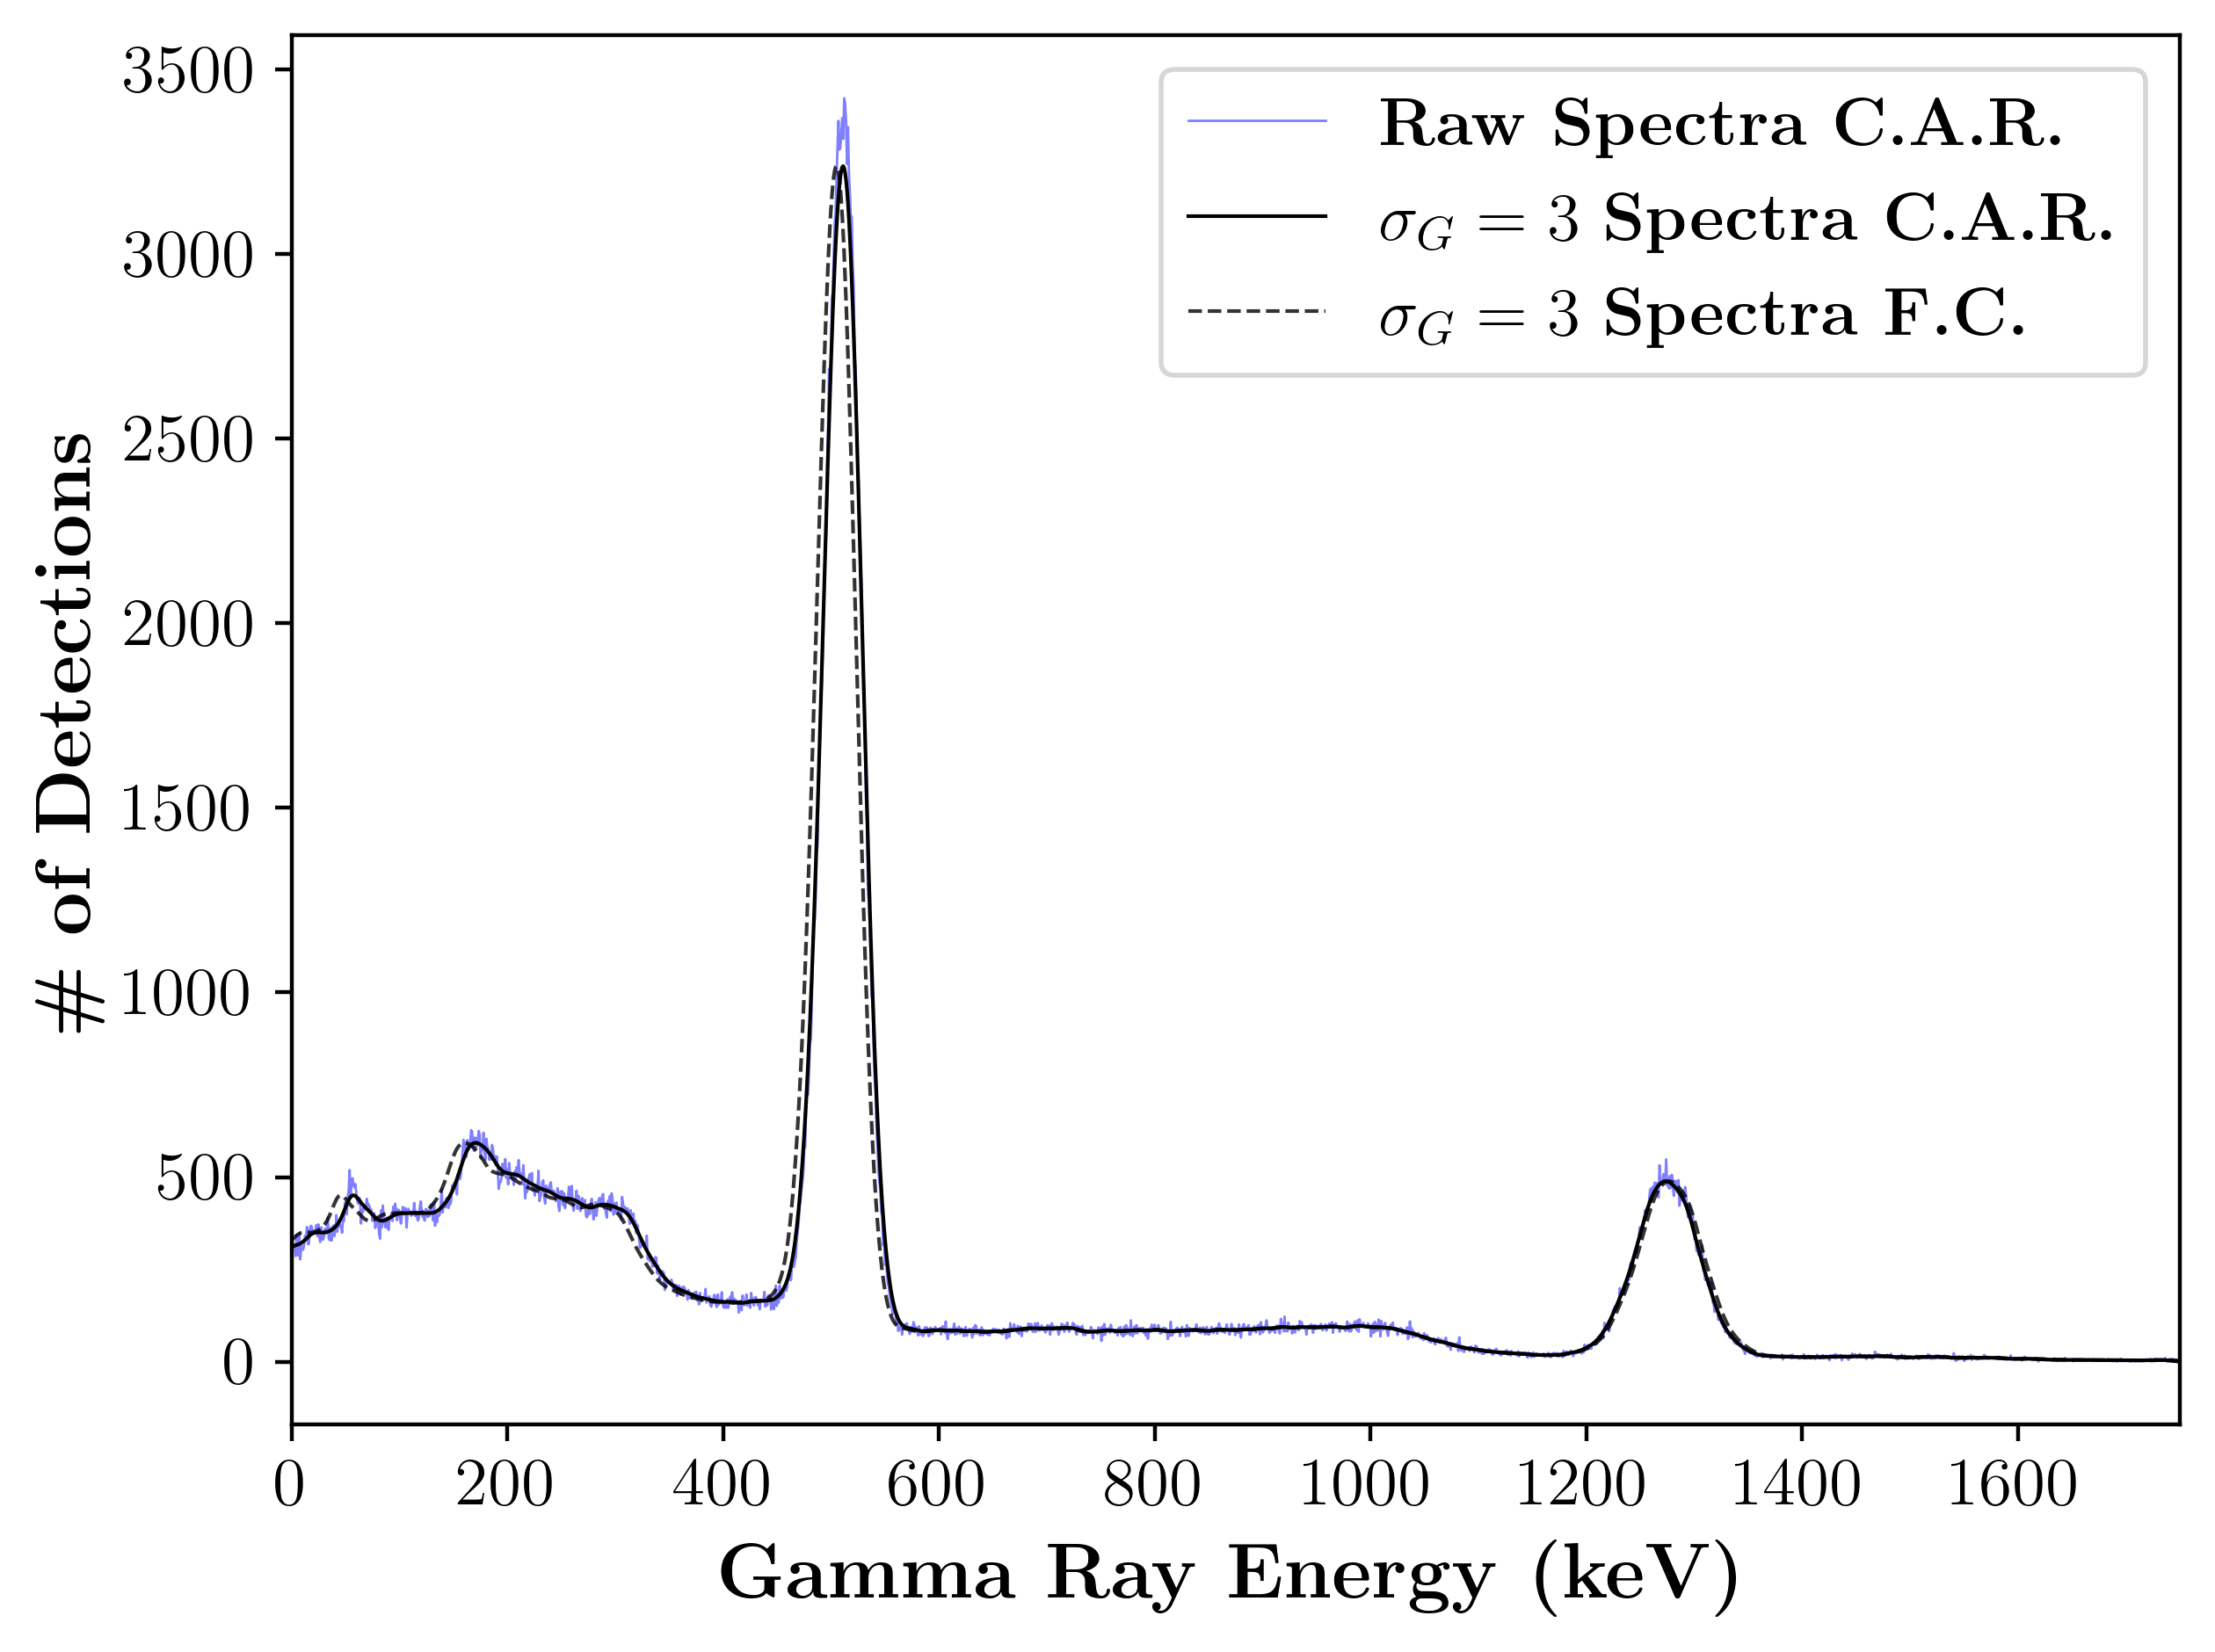 3500
3000
2500
2000
1500
1000
500
0
# of Detections
Raw Spectra C.A.R.
σG = 3 Spectra C.A.R.
σG = 3 Spectra F.C.
0 200 400 600 800 1000 1200 1400 1600
Gamma Ray Energy (keV)